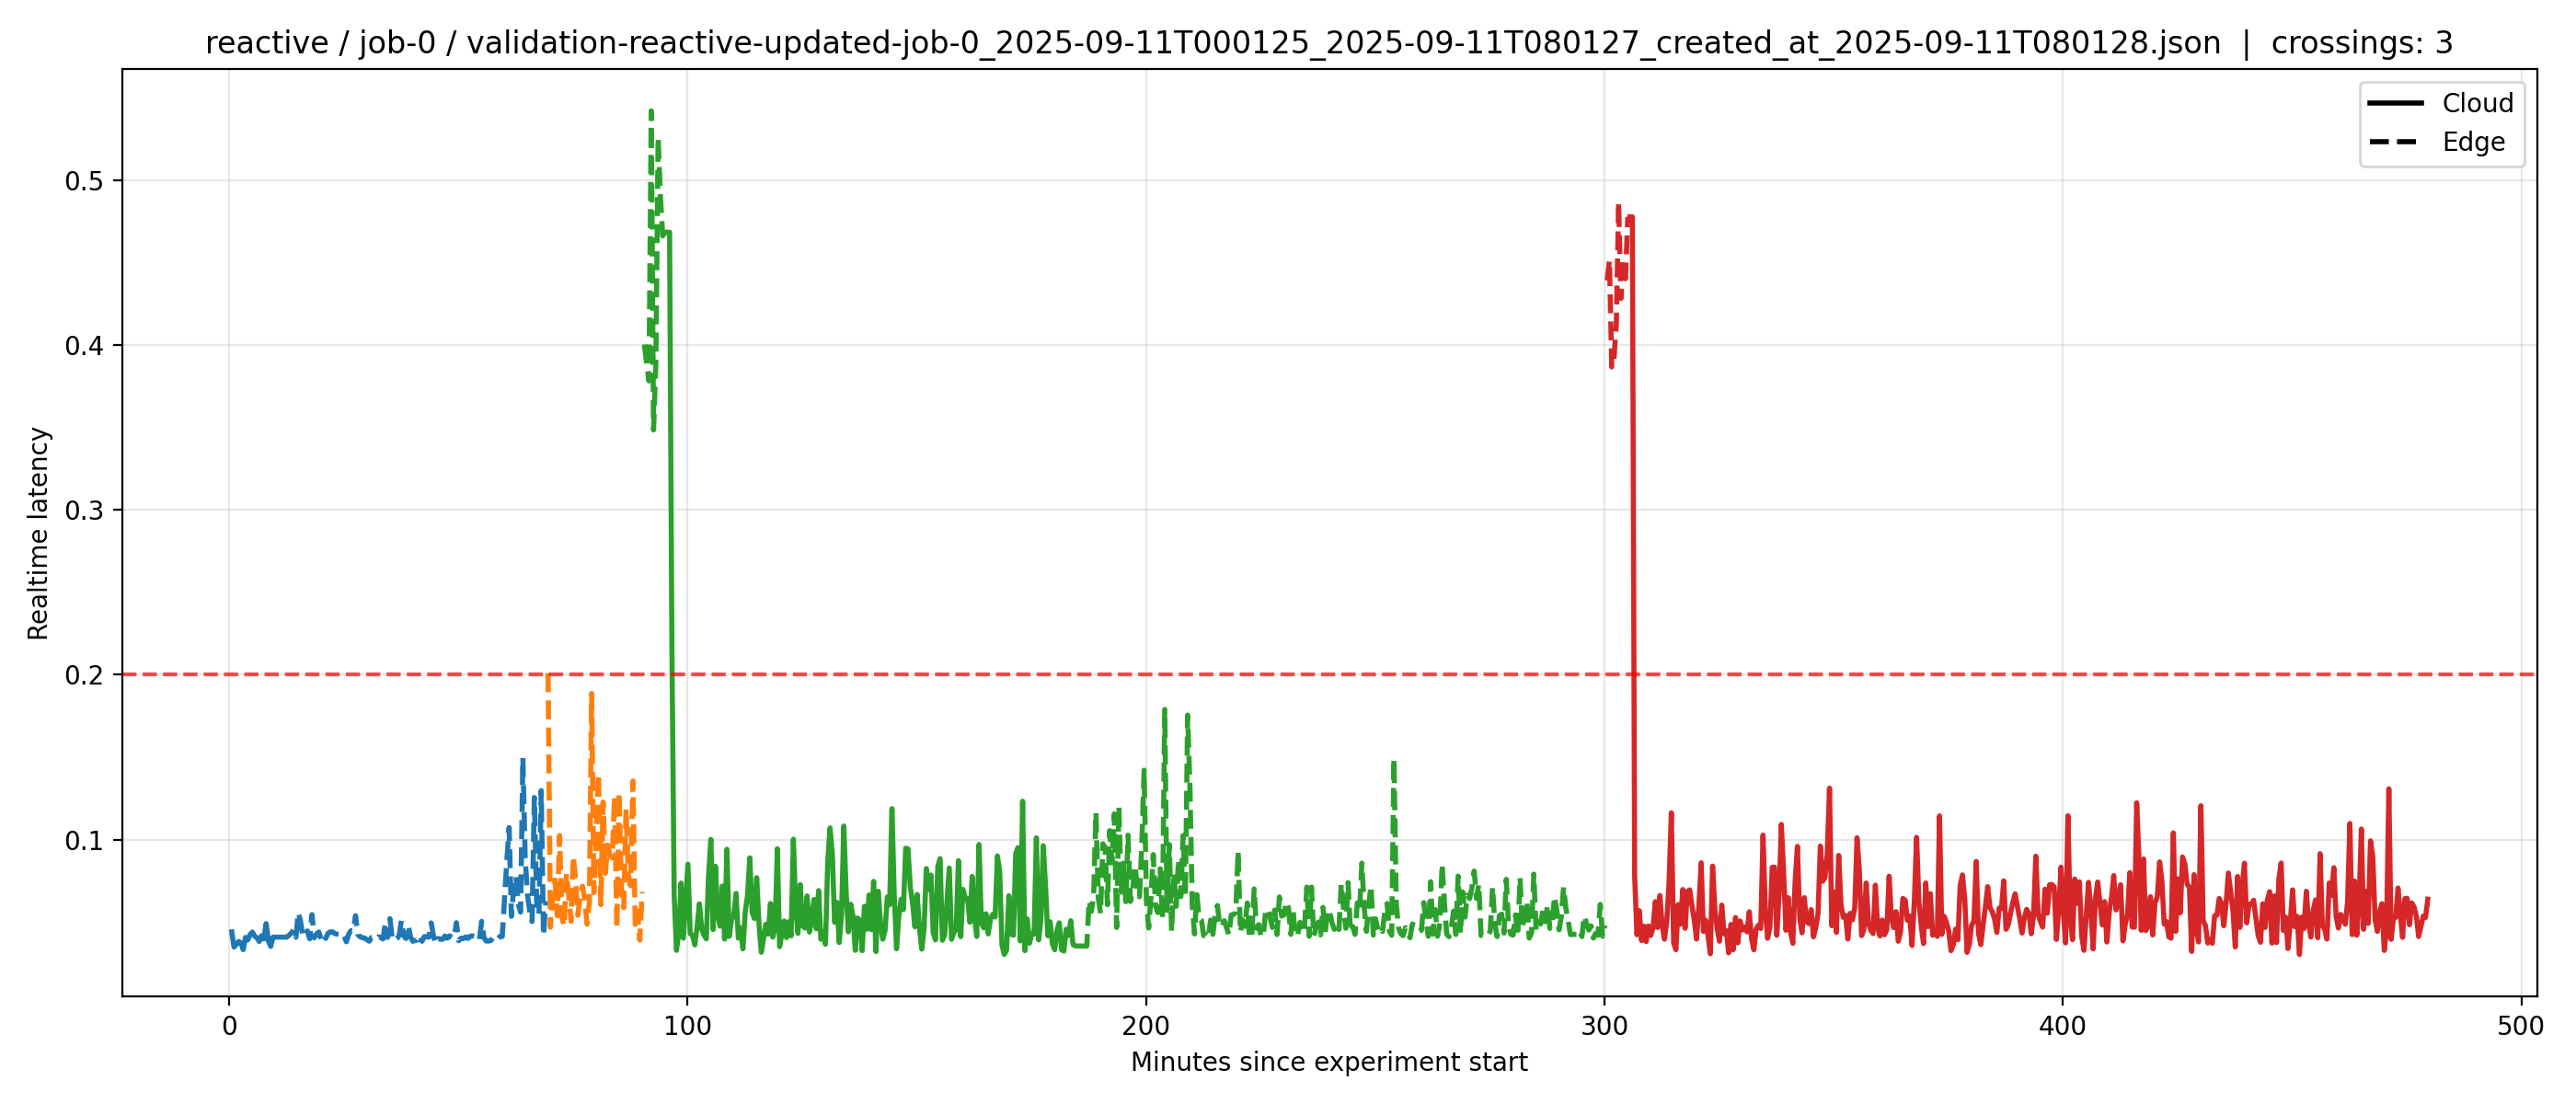 reactive / job-0 / validation-reactive-updated-job-0_2025-09-11T000125_2025-09-11T080127_created_at_2025-09-11T080128.json | crossings: 3
Cloud
Edge
Realtime latency
0.5
0.4
0.3
0.2
0.1
0
100
200
300
400
500
Minutes since experiment start